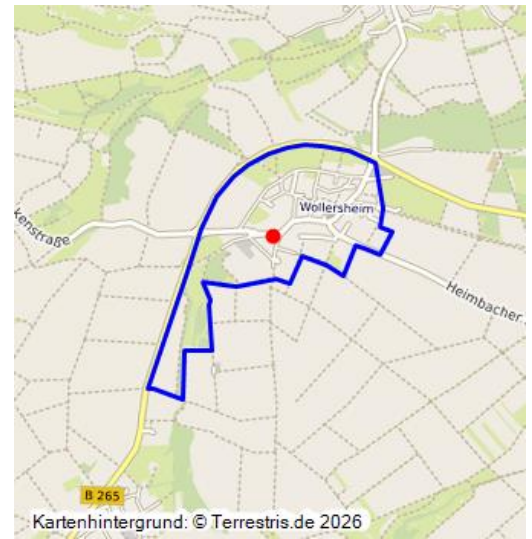 Wollersheim
kenstraße
Heimbacher
B 265
Kartenhintergrund: © Terrestris.de 2026